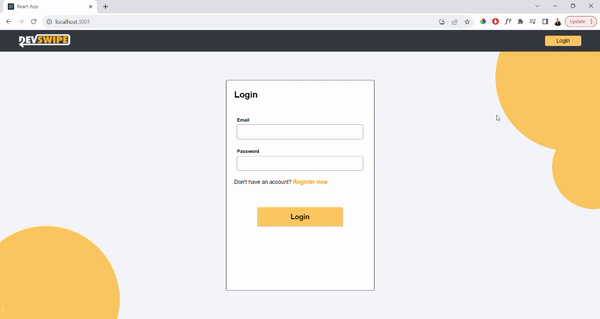 React App
localhost:3001
Update
DEVSWIPE
Login
Login
Email
Password
Don't have an account? Register now
Login